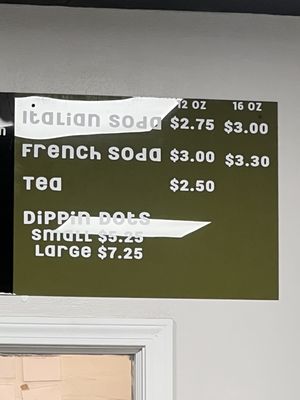 12 OZ 16 OZ
Italian Soda $2.75 $3.00
French Soda $3.00 $3.30
Tea $2.50
Dippin Dots
Small $5.25
Large $7.25